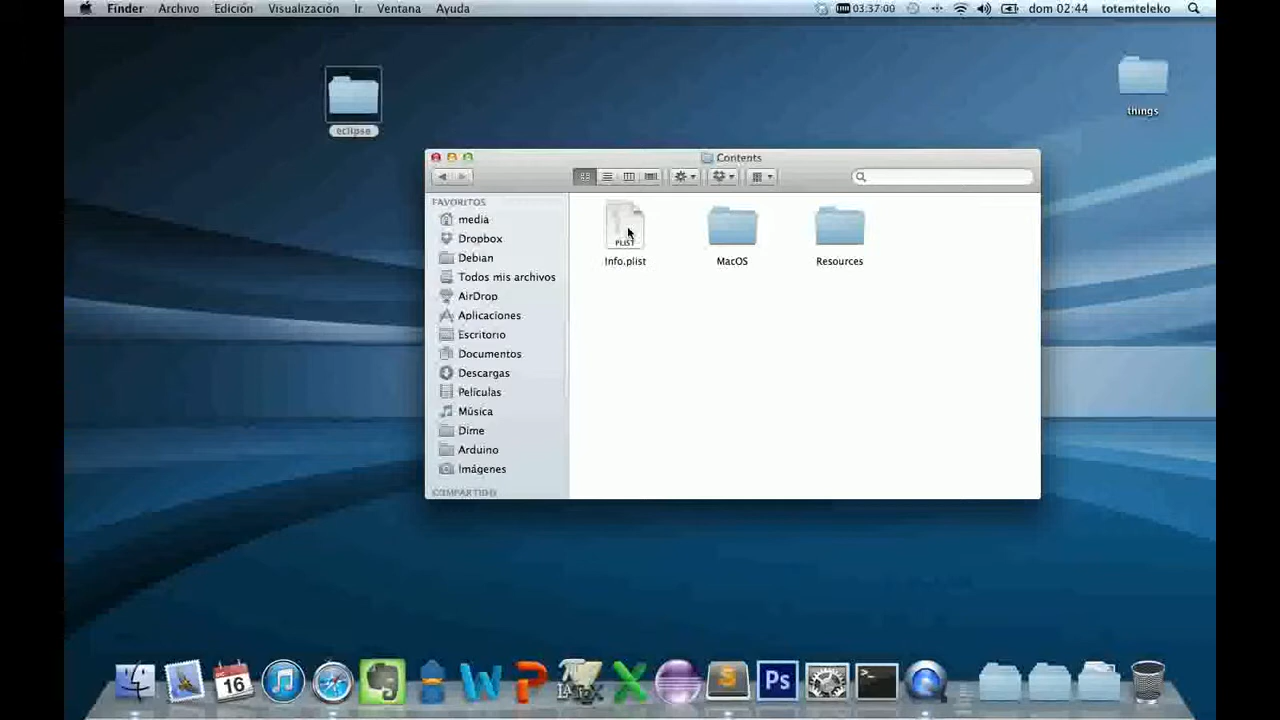 Finder Archivo Edición Visualización Ir Ventana Ayuda 03:37:00 dom 02:44 totemteleko
eclipse
things
Contents
FAVORITOS
media
Dropbox
Debian
Todos mis archivos
AirDrop
Aplicaciones
Escritorio
Documentos
Descargas
Películas
Música
Dime
Arduino
Imágenes
COMPARTIDO
PLIST
Info.plist
MacOS
Resources
16
W
P
LATEX
X
S
Ps
>_